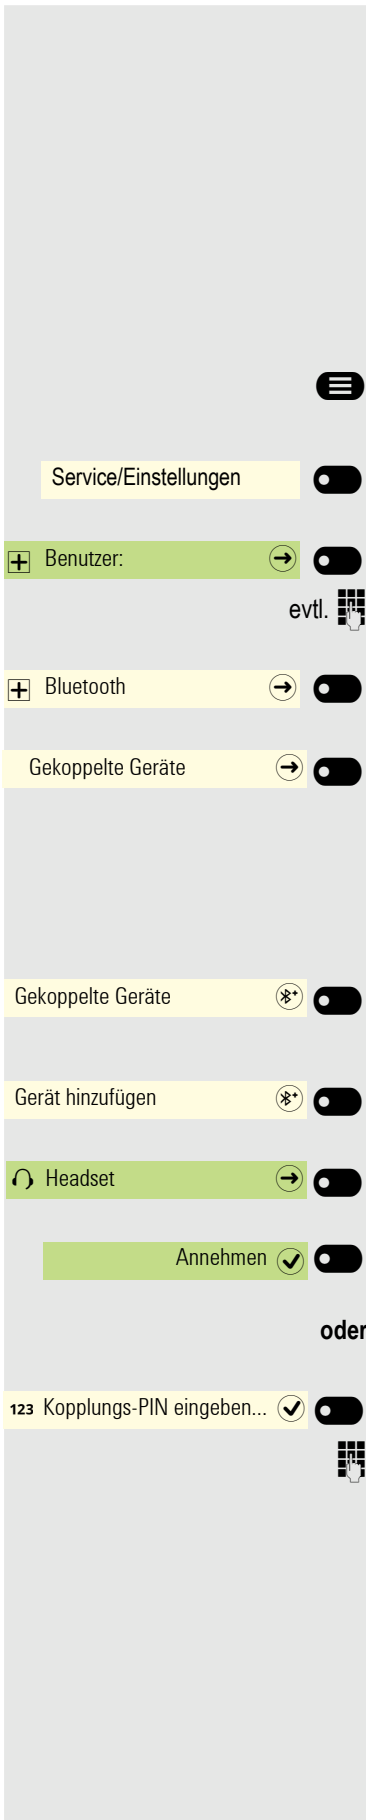 Service/Einstellungen
Benutzer:
evtl.
Bluetooth
Gekoppelte Geräte
Gekoppelte Geräte
Gerät hinzufügen
Headset
Annehmen
oder
123 Kopplungs-PIN eingeben...